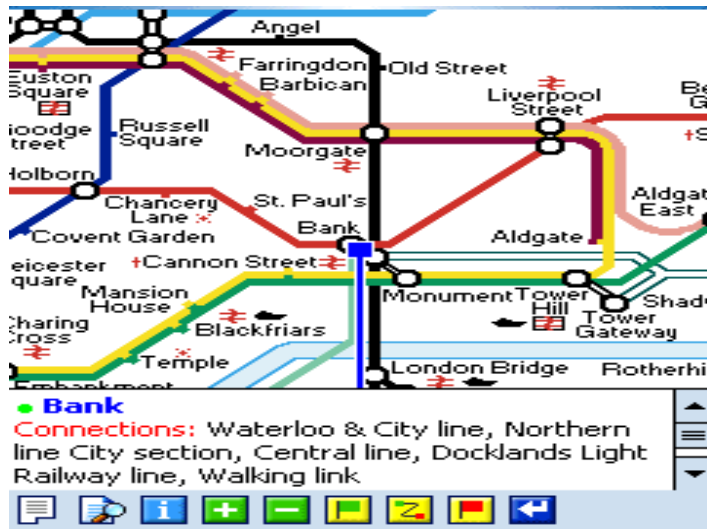 Angel
Farringdon
Old Street
Barbican
Euston
Square
Liverpool
Street
Russell
Square
Moorgate
Holborn
Chancery
Lane
St. Paul's
Aldgate
East
Bank
Covent Garden
Aldgate
Cannon Street
Mansion
House
Monument
Tower
Hill
Blackfriars
Tower
Gateway
Temple
London Bridge
Embankment
Bank
Connections: Waterloo & City line, Northern
line City section, Central line, Docklands Light
Railway line, Walking link